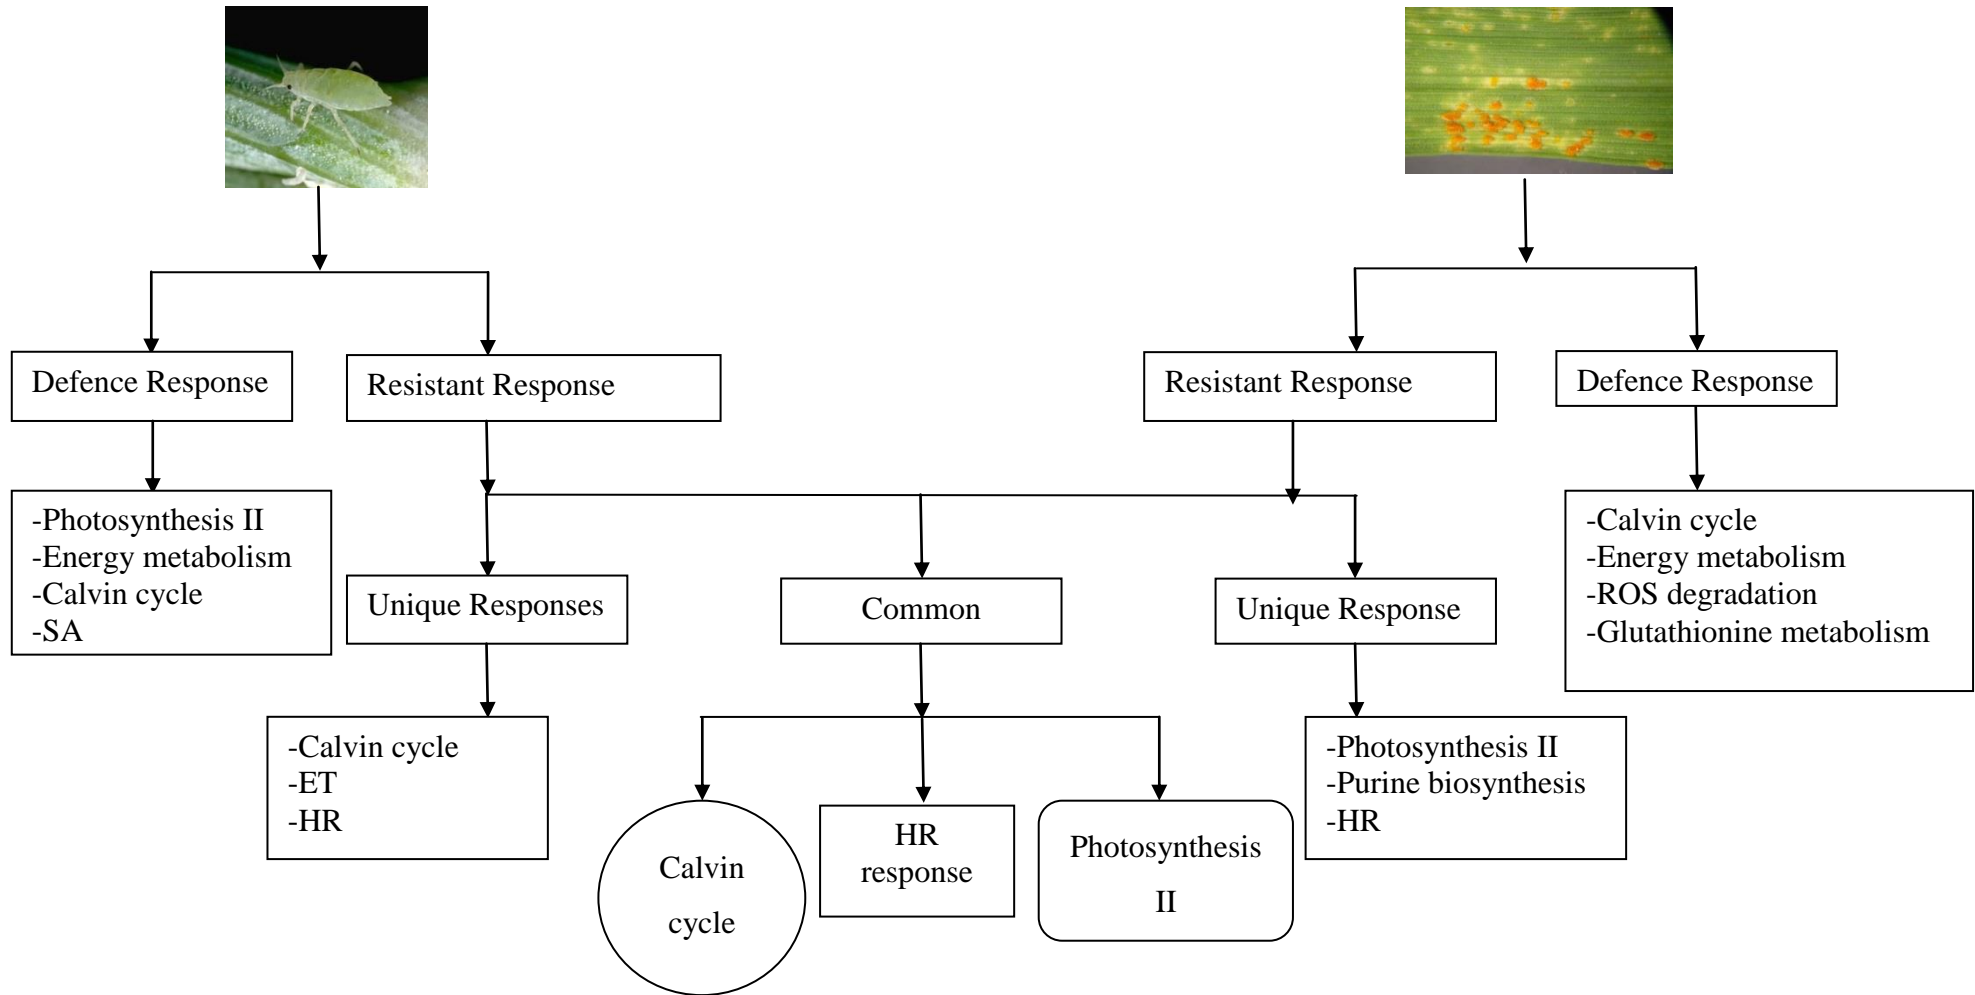 Defence Response
Resistant Response
Resistant Response
Defence Response
-Photosynthesis II
-Energy metabolism
-Calvin cycle
-SA
-Calvin cycle
-Energy metabolism
-ROS degradation
-Glutathionine metabolism
Unique Responses
Common
Unique Response
-Calvin cycle
-ET
-HR
Calvin
cycle
HR
response
Photosynthesis
II
-Photosynthesis II
-Purine biosynthesis
-HR